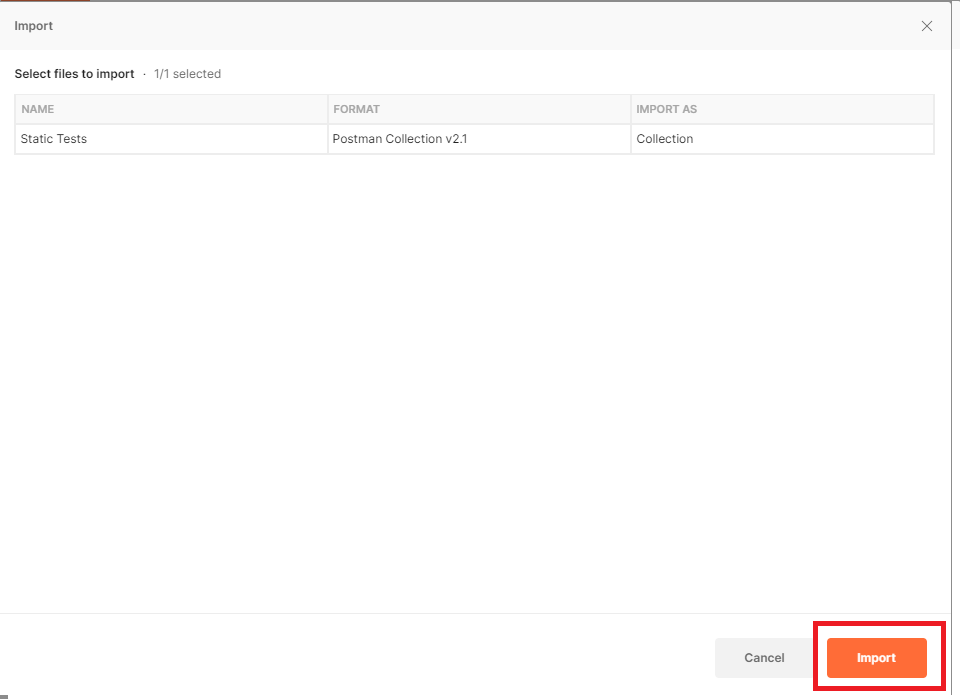 Import
Select files to import · 1/1 selected
NAME FORMAT IMPORT AS
Static Tests Postman Collection v2.1 Collection
Cancel Import